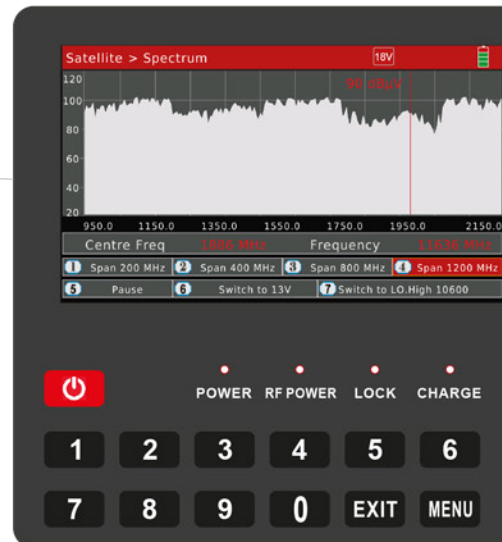 Satellite > Spectrum 18V
90 dBµV
120
100
80
60
40
20
950.0 1150.0 1350.0 1550.0 1750.0 1950.0 2150.0
Centre Freq 1886 MHz Frequency 11636 MHz
1 Span 200 MHz 2 Span 400 MHz 3 Span 800 MHz 4 Span 1200 MHz
5 Pause 6 Switch to 13V 7 Switch to LO.High 10600
POWER RF POWER LOCK CHARGE
1 2 3 4 5 6
7 8 9 0 EXIT MENU